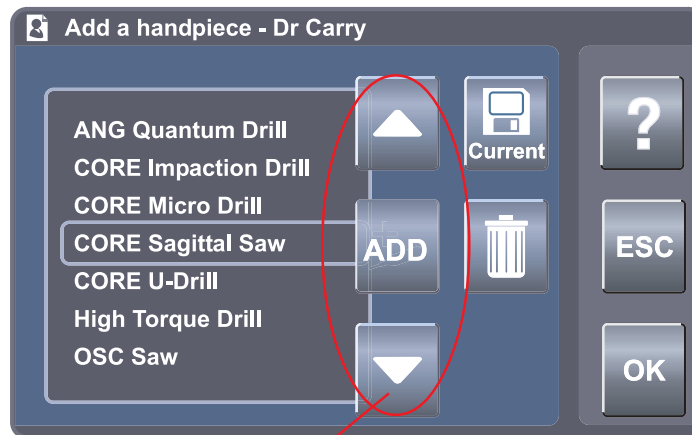 Add a handpiece - Dr Carry
ANG Quantum Drill
CORE Impaction Drill
CORE Micro Drill
CORE Sagittal Saw
CORE U-Drill
High Torque Drill
OSC Saw
ADD
Current
?
ESC
OK